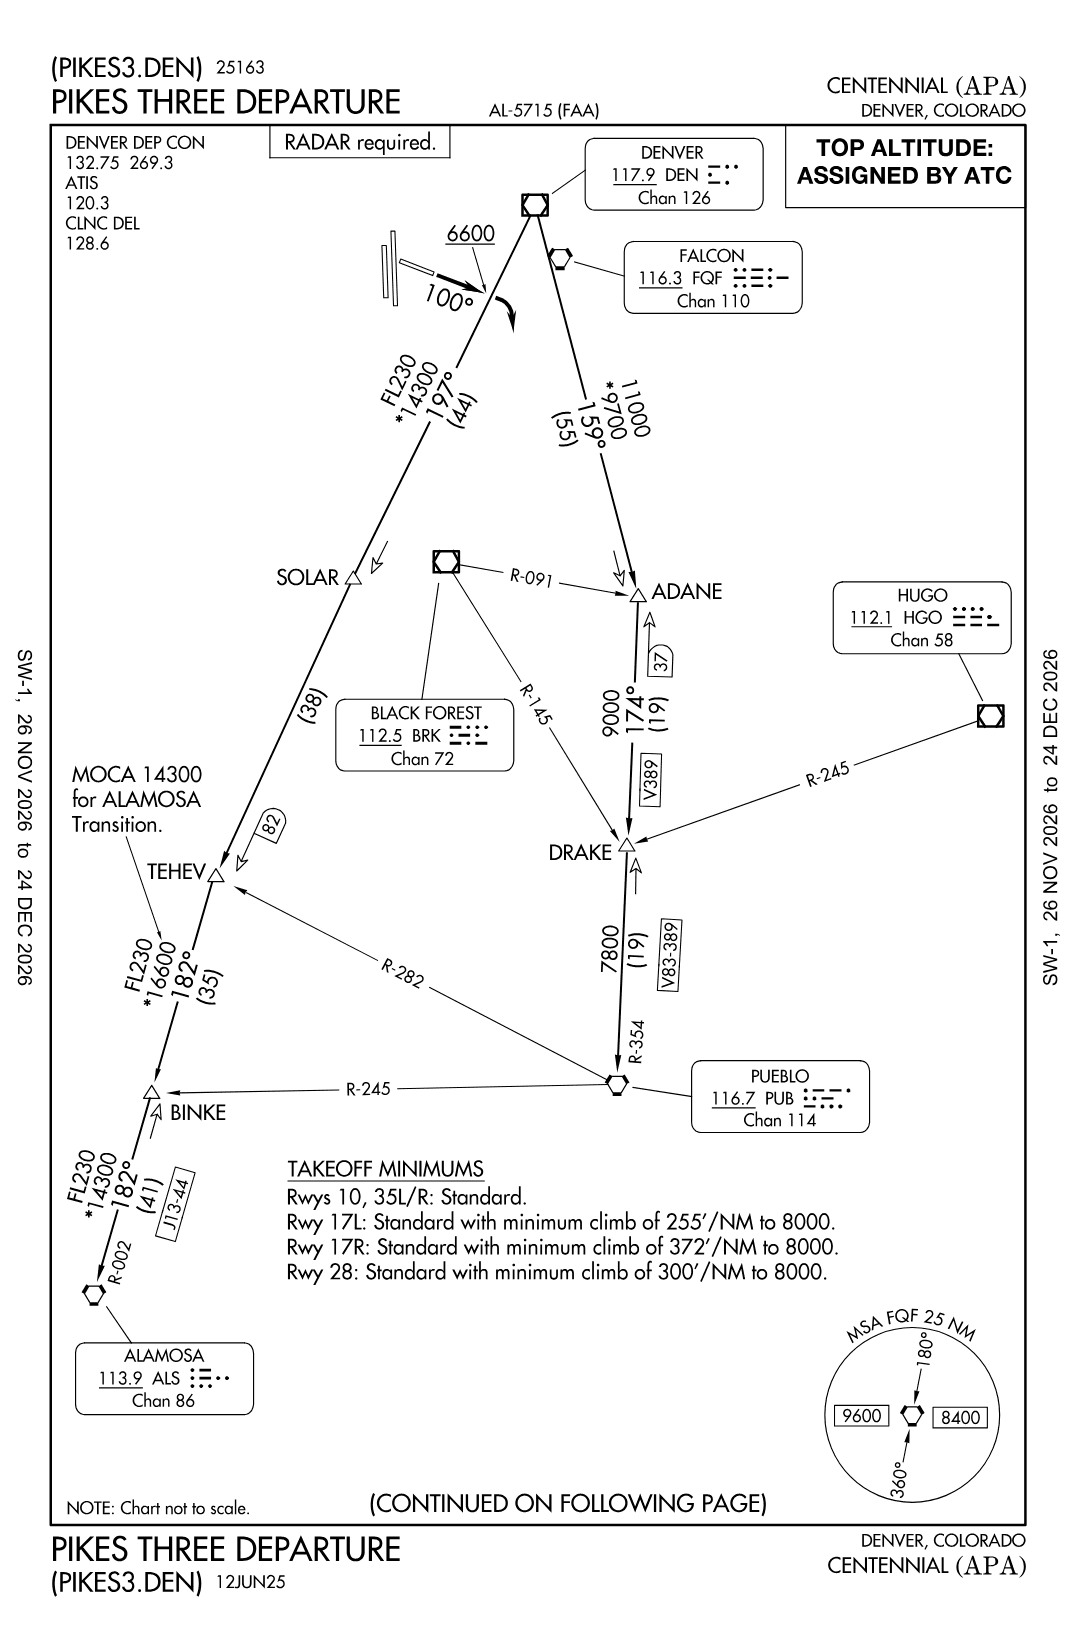 (PIKES3.DEN) 25163
PIKES THREE DEPARTURE
AL-5715 (FAA)
CENTENNIAL (APA)
DENVER, COLORADO
DENVER DEP CON
132.75 269.3
ATIS
120.3
CLNC DEL
128.6
RADAR required.
TOP ALTITUDE:
ASSIGNED BY ATC
DENVER
117.9 DEN
Chan 126
FALCON
116.3 FQF
Chan 110
6600
100°
FL230
*14300
197°
(44)
11000
*9700
159°
(55)
SOLAR
R-091
ADANE
HUGO
112.1 HGO
Chan 58
37
(38)
R-145
9000
174°
(19)
BLACK FOREST
112.5 BRK
Chan 72
V389
R-245
MOCA 14300
for ALAMOSA
Transition.
82
TEHEV
DRAKE
FL230
*16600
182°
(35)
R-282
7800
(19)
V83-389
R-354
PUEBLO
116.7 PUB
Chan 114
R-245
BINKE
FL230
*14300
182°
(41)
J13-44
R-002
TAKEOFF MINIMUMS
Rwys 10, 35L/R: Standard.
Rwy 17L: Standard with minimum climb of 255'/NM to 8000.
Rwy 17R: Standard with minimum climb of 372'/NM to 8000.
Rwy 28: Standard with minimum climb of 300'/NM to 8000.
ALAMOSA
113.9 ALS
Chan 86
MSA FQF 25 NM
180°
9600
8400
360°
NOTE: Chart not to scale.
(CONTINUED ON FOLLOWING PAGE)
PIKES THREE DEPARTURE
(PIKES3.DEN) 12JUN25
DENVER, COLORADO
CENTENNIAL (APA)
SW-1, 26 NOV 2026 to 24 DEC 2026
SW-1, 26 NOV 2026 to 24 DEC 2026